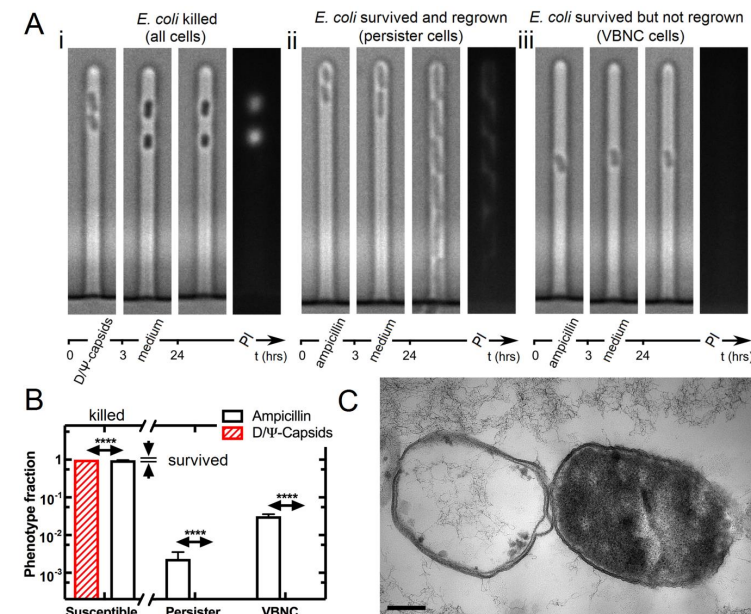 A
E. coli killed
(all cells)
E. coli survived and regrown
(persister cells)
E. coli survived but not regrown
(VBNC cells)
i
ii
iii
0 D/Ψ-capsids 3 medium 24 PI t (hrs)
0 ampicillin 3 medium 24 PI t (hrs)
0 ampicillin 3 medium 24 PI t (hrs)
B
killed
Ampicillin
D/Ψ-Capsids
**** survived
****
****
Phenotype fraction
1
10-1
10-2
10-3
Susceptible Persister VBNC
C